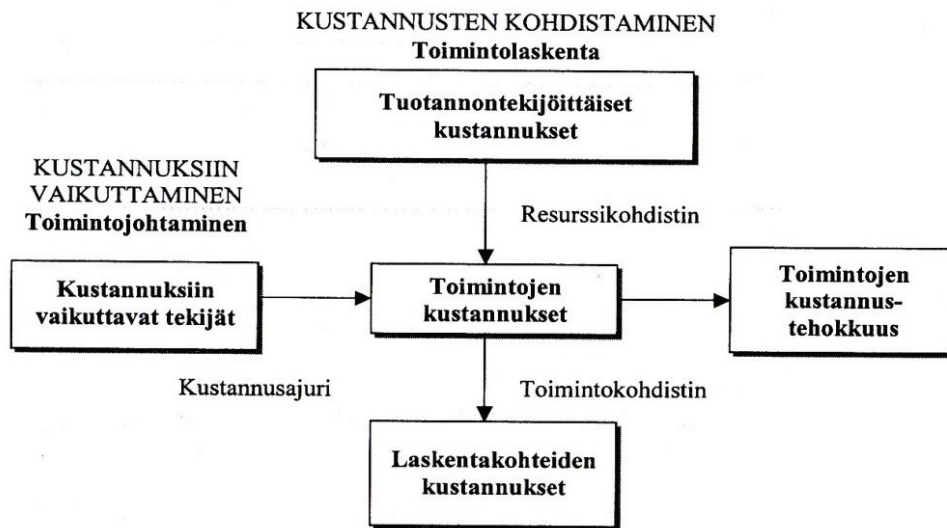 KUSTANNUSTEN KOHDISTAMINEN
Toimintolaskenta
Tuotannontekijöittäiset
kustannukset
KUSTANNUKSIIN
VAIKUTTAMINEN
Toimintojohtaminen
Resurssikohdistin
Kustannuksiin
vaikuttavat tekijät
Toimintojen
kustannukset
Toimintojen
kustannus-
tehokkuus
Kustannusajuri
Toimintokohdistin
Laskentakohteiden
kustannukset